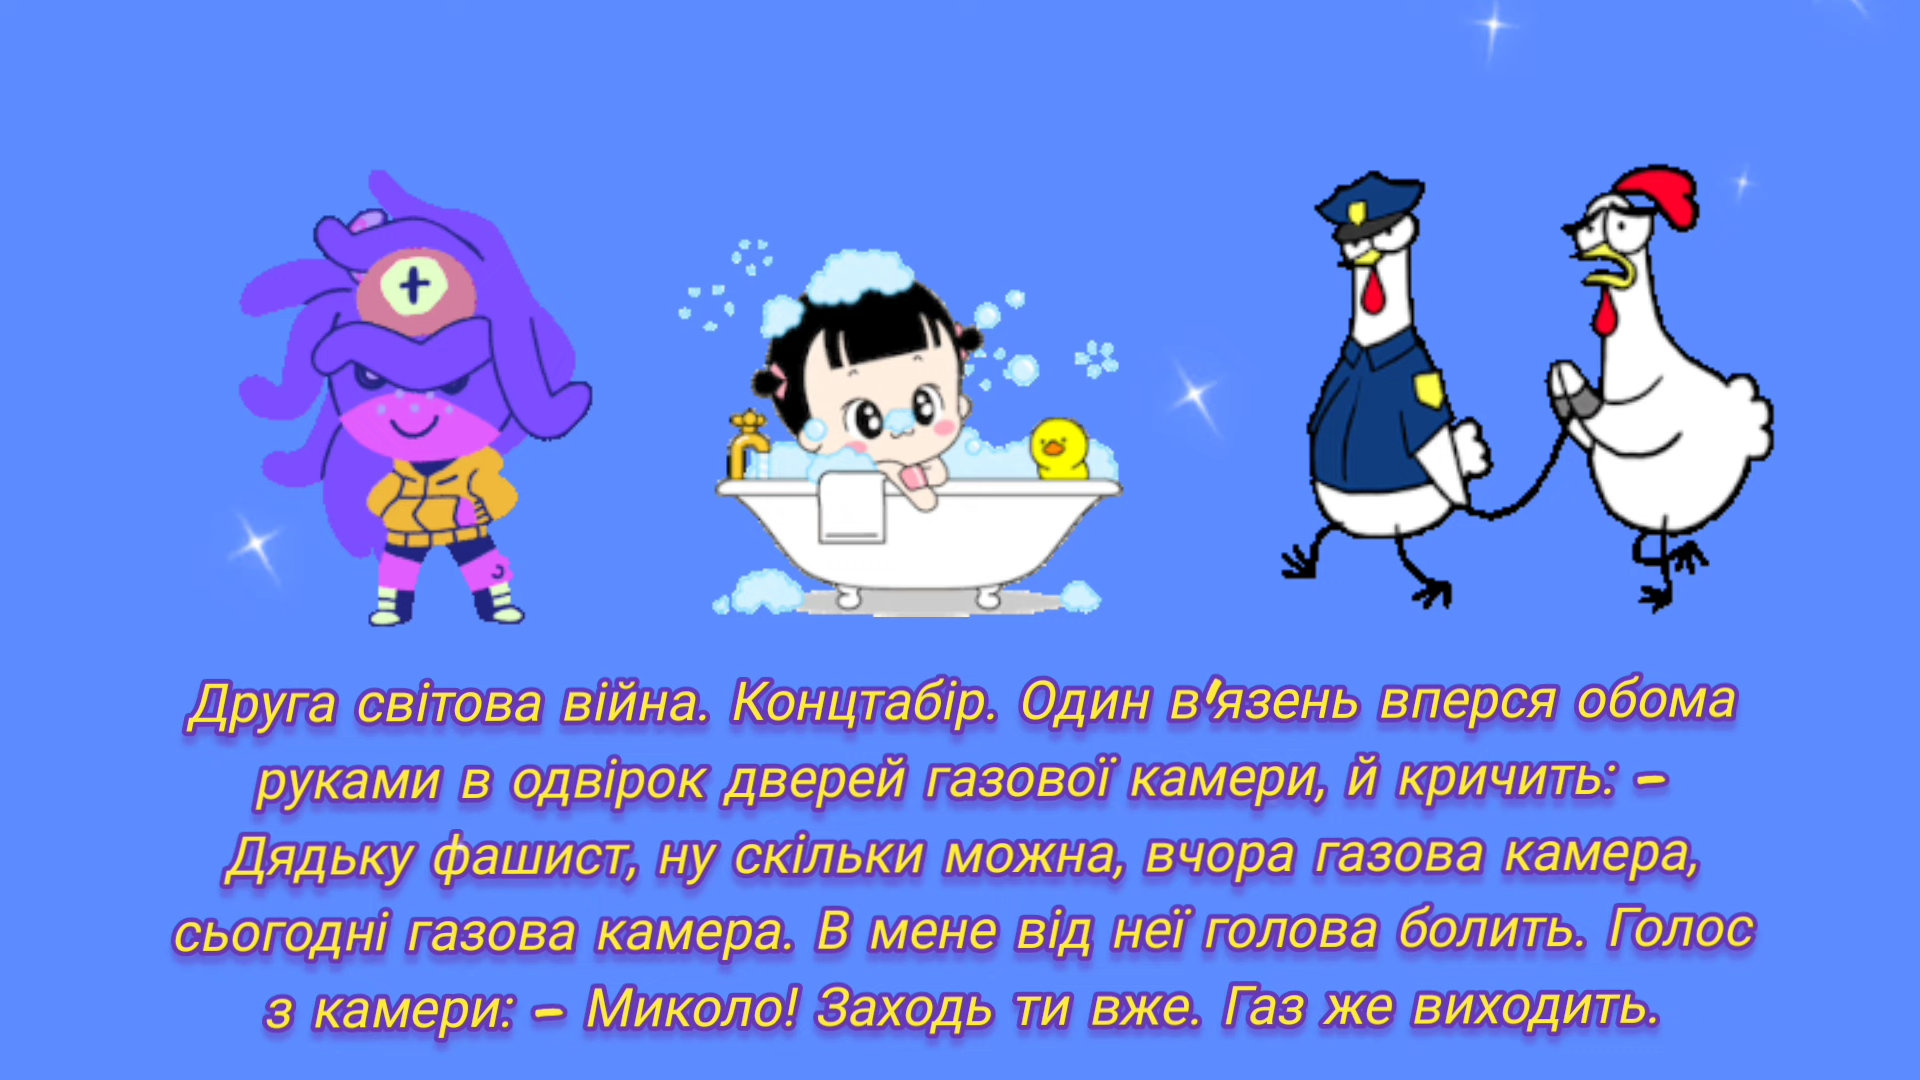 Друга світова війна. Концтабір. Один в'язень вперся обома
руками в одвірок дверей газової камери, й кричить: –
Дядьку фашист, ну скільки можна, вчора газова камера,
сьогодні газова камера. В мене від неї голова болить. Голос
з камери: – Миколо! Заходь ти вже. Газ же виходить.